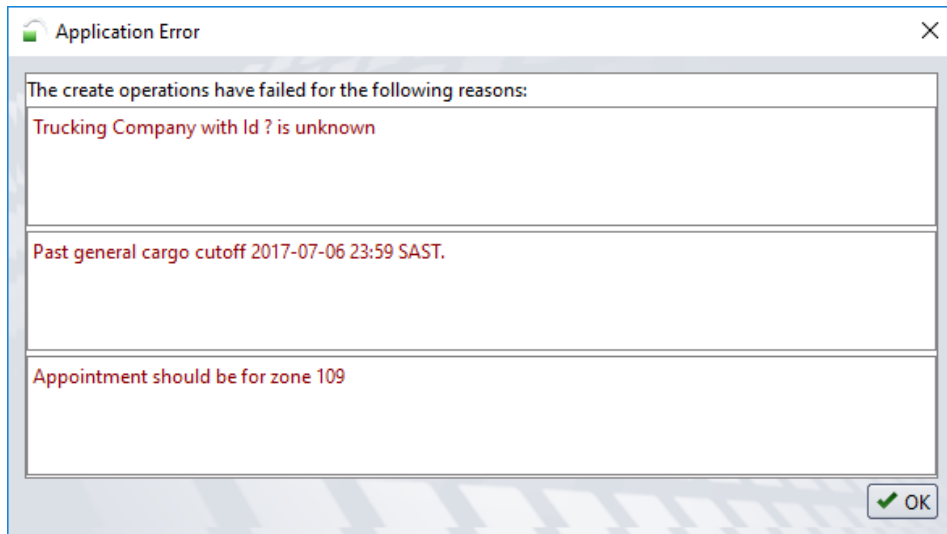 Application Error
The create operations have failed for the following reasons:
Trucking Company with Id ? is unknown
Past general cargo cutoff 2017-07-06 23:59 SAST.
Appointment should be for zone 109
OK